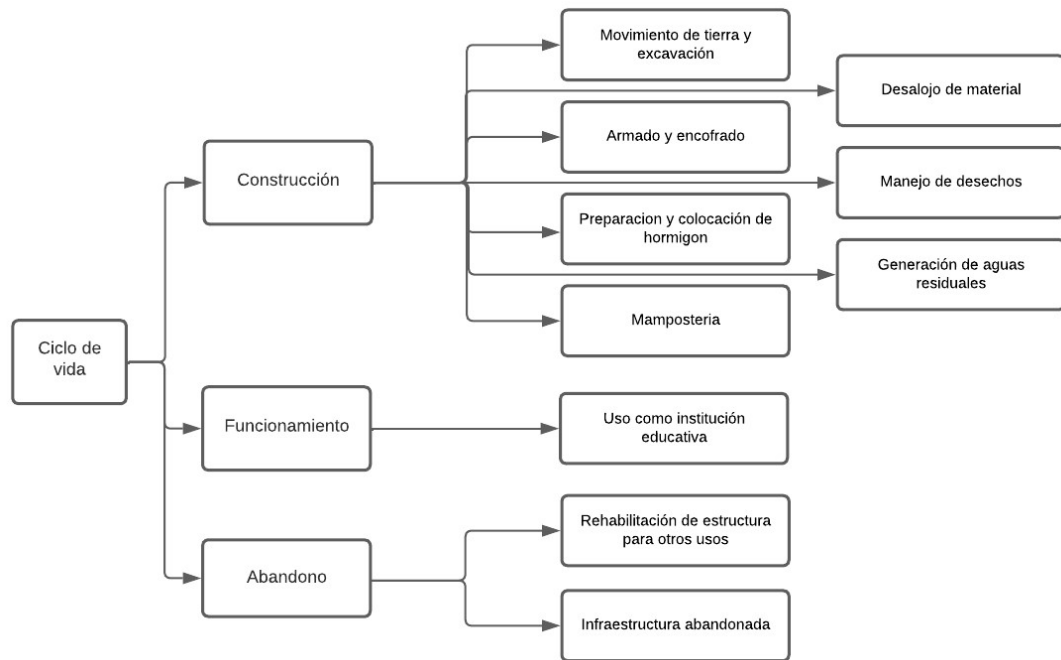 Ciclo de
vida
Construcción
Movimiento de tierra y
excavación
Desalojo de material
Armado y encofrado
Manejo de desechos
Preparacion y colocación de
hormigon
Generación de aguas
residuales
Mamposteria
Funcionamiento
Uso como institución
educativa
Abandono
Rehabilitación de estructura
para otros usos
Infraestructura abandonada